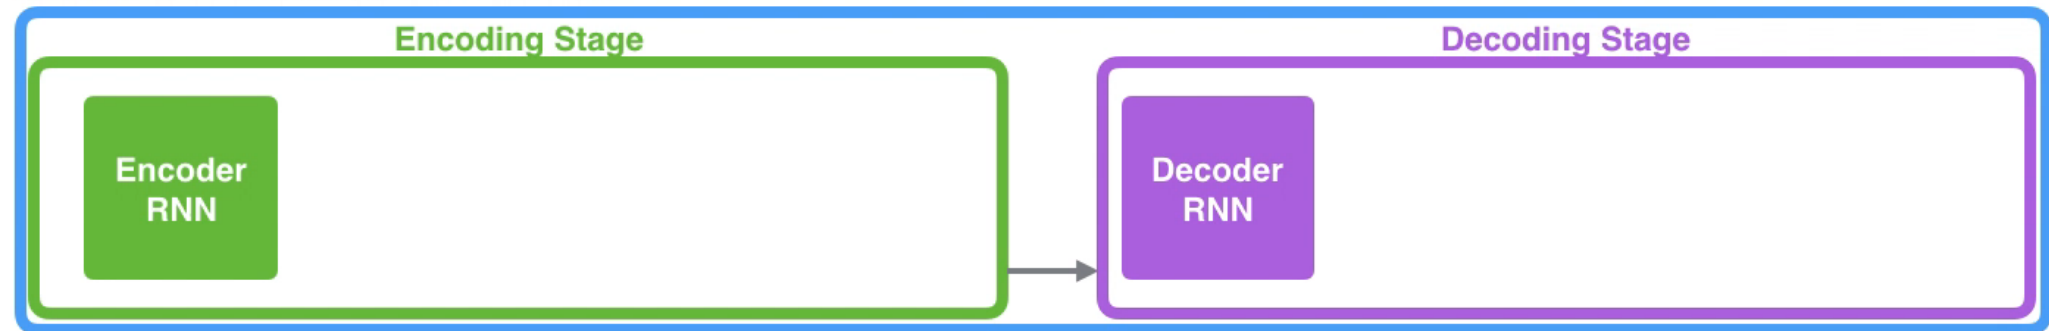 Encoding Stage
Decoding Stage
Encoder
RNN
Decoder
RNN